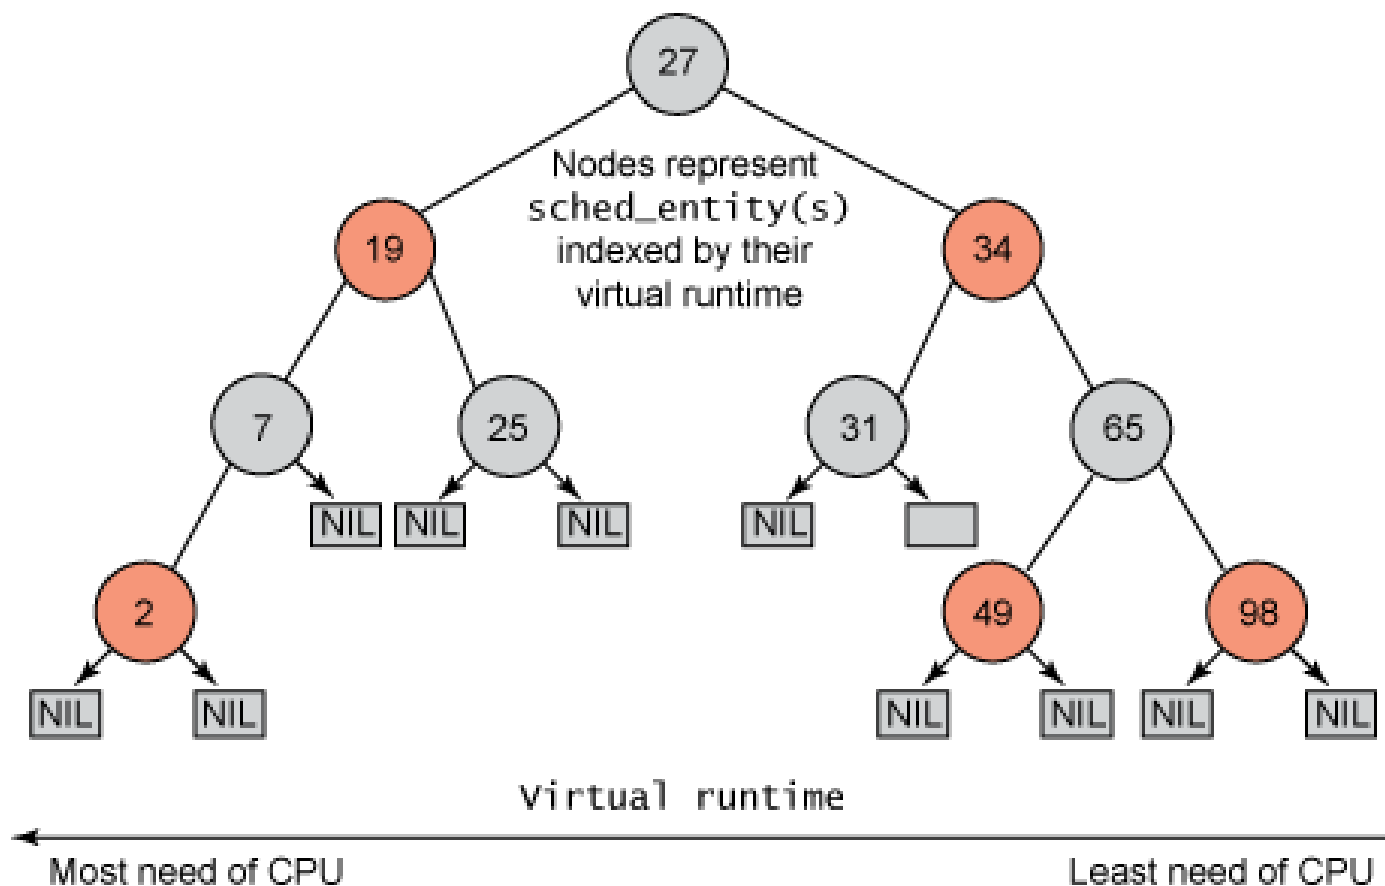 27
Nodes represent
sched_entity(s)
indexed by their
virtual runtime
19
34
7
25
31
65
NIL
NIL
NIL
NIL
2
49
98
NIL
NIL
NIL
NIL
NIL
NIL
Virtual runtime
Most need of CPU
Least need of CPU